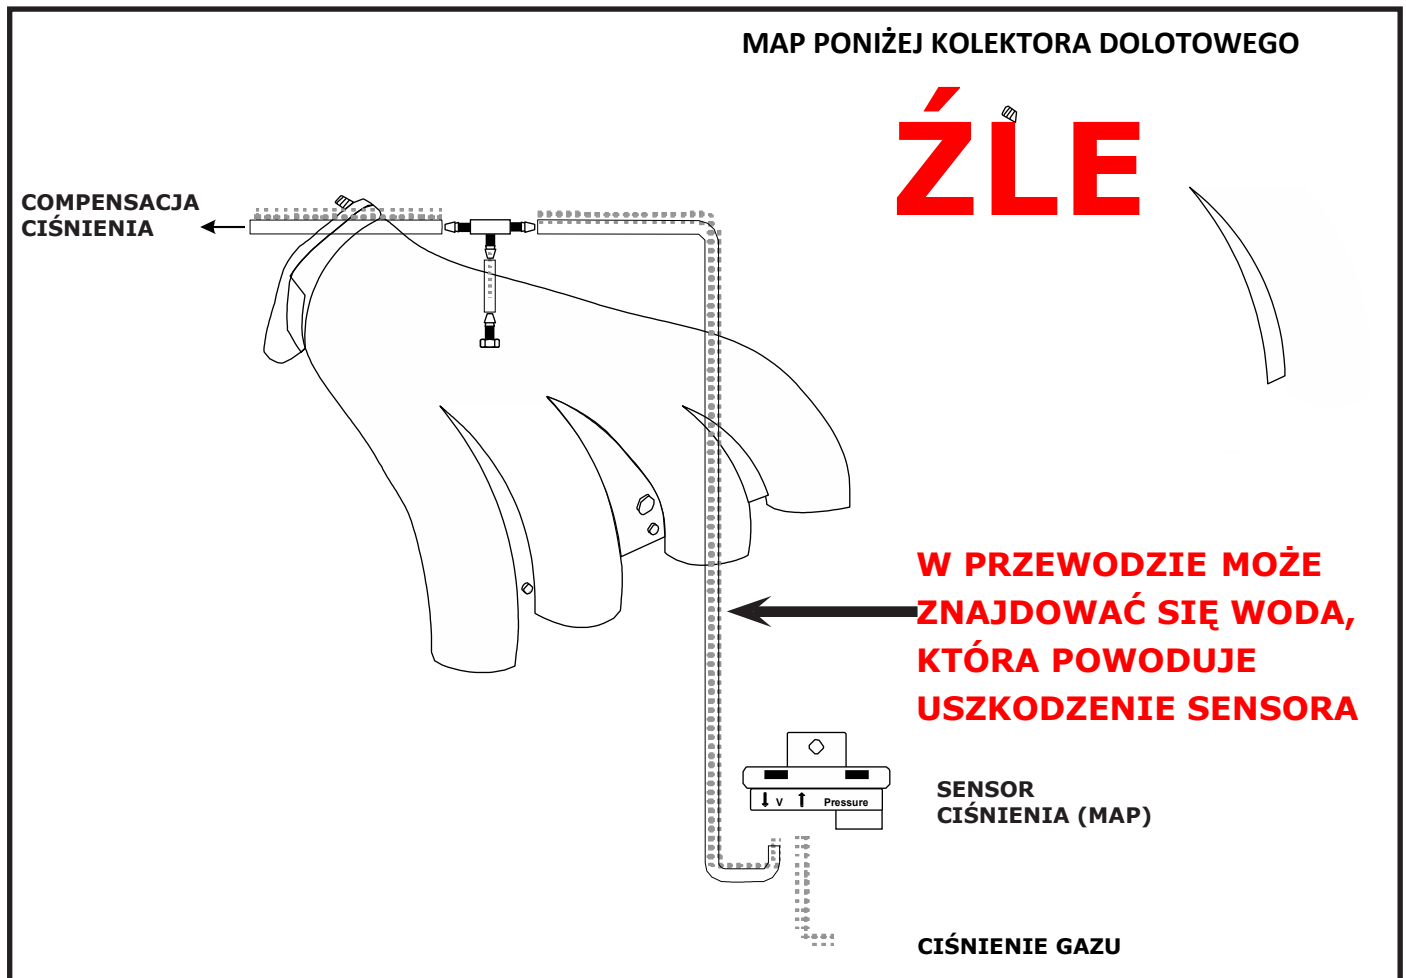 MAP PONIŻEJ KOLEKTORA DOLOTOWEGO
ŹLE
COMPENSACJA
CIŚNIENIA
W PRZEWODZIE MOŻE
ZNAJDOWAĆ SIĘ WODA,
KTÓRA POWODUJE
USZKODZENIE SENSORA
V Pressure
SENSOR
CIŚNIENIA (MAP)
CIŚNIENIE GAZU